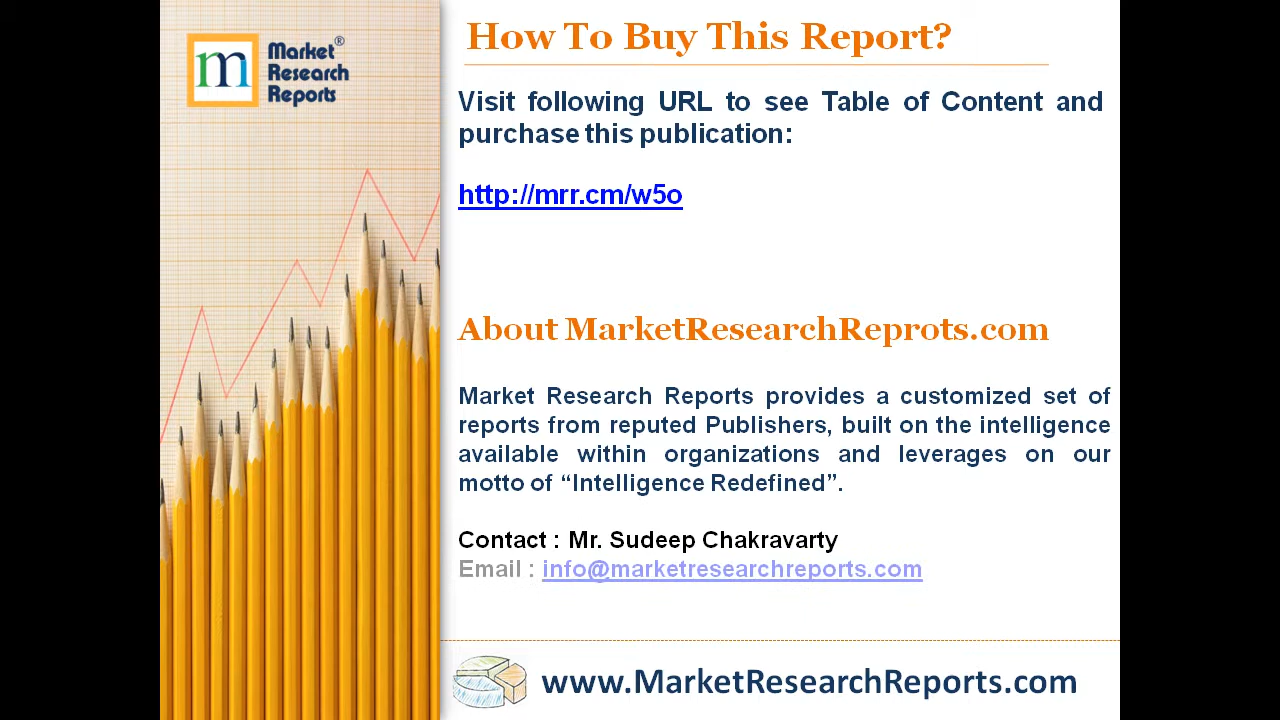 m
Market®
Research
Reports
How To Buy This Report?
Visit following URL to see Table of Content and
purchase this publication:
http://mrr.cm/w5o
About MarketResearchReprots.com
Market Research Reports provides a customized set of
reports from reputed Publishers, built on the intelligence
available within organizations and leverages on our
motto of “Intelligence Redefined”.
Contact : Mr. Sudeep Chakravarty
Email : info@marketresearchreports.com
www.MarketResearchReports.com